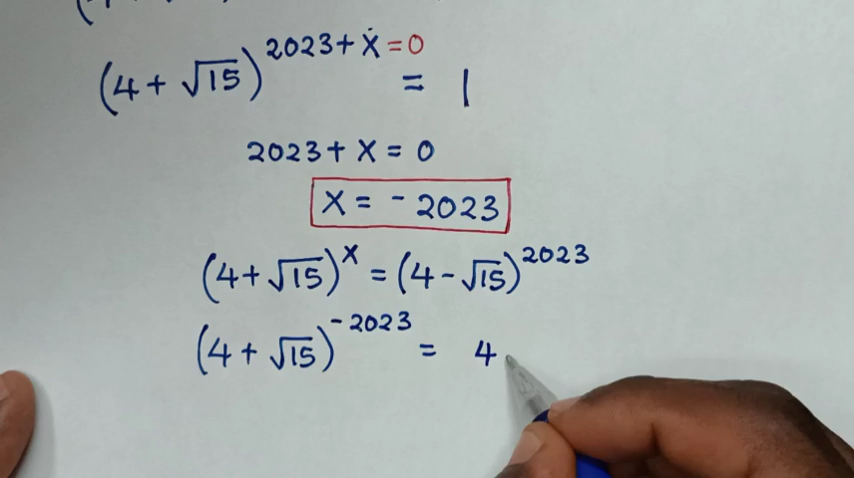 (4 + √15)^2023 + x = 0 = 1
2023 + x = 0
x = - 2023
(4 + √15)^x = (4 - √15)^2023
(4 + √15)^-2023 = 4